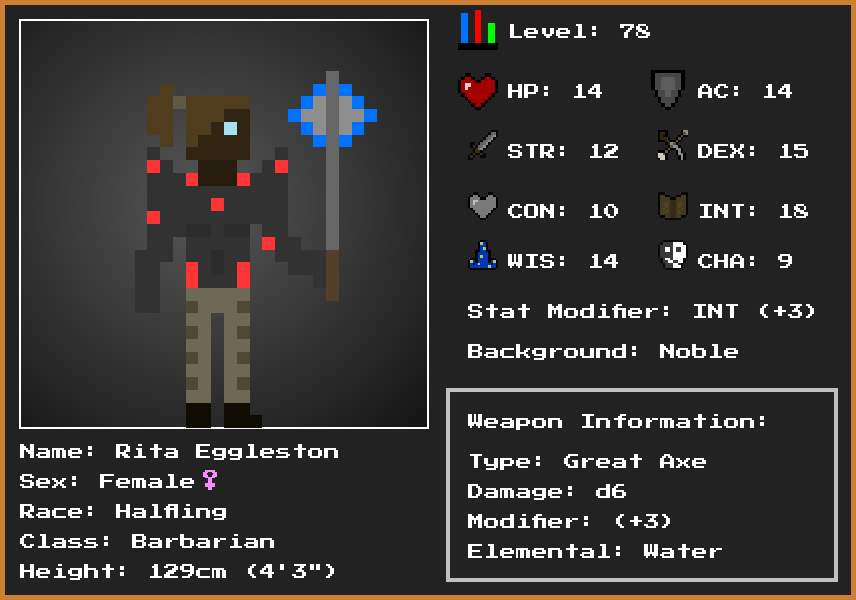 Level: 78
HP: 14
AC: 14
STR: 12
DEX: 15
CON: 10
INT: 18
WIS: 14
CHA: 9
Stat Modifier: INT (+3)
Background: Noble
Weapon Information:
Type: Great Axe
Damage: d6
Modifier: (+3)
Elemental: Water
Name: Rita Eggleston
Sex: Female♀
Race: Halfling
Class: Barbarian
Height: 129cm (4'3")